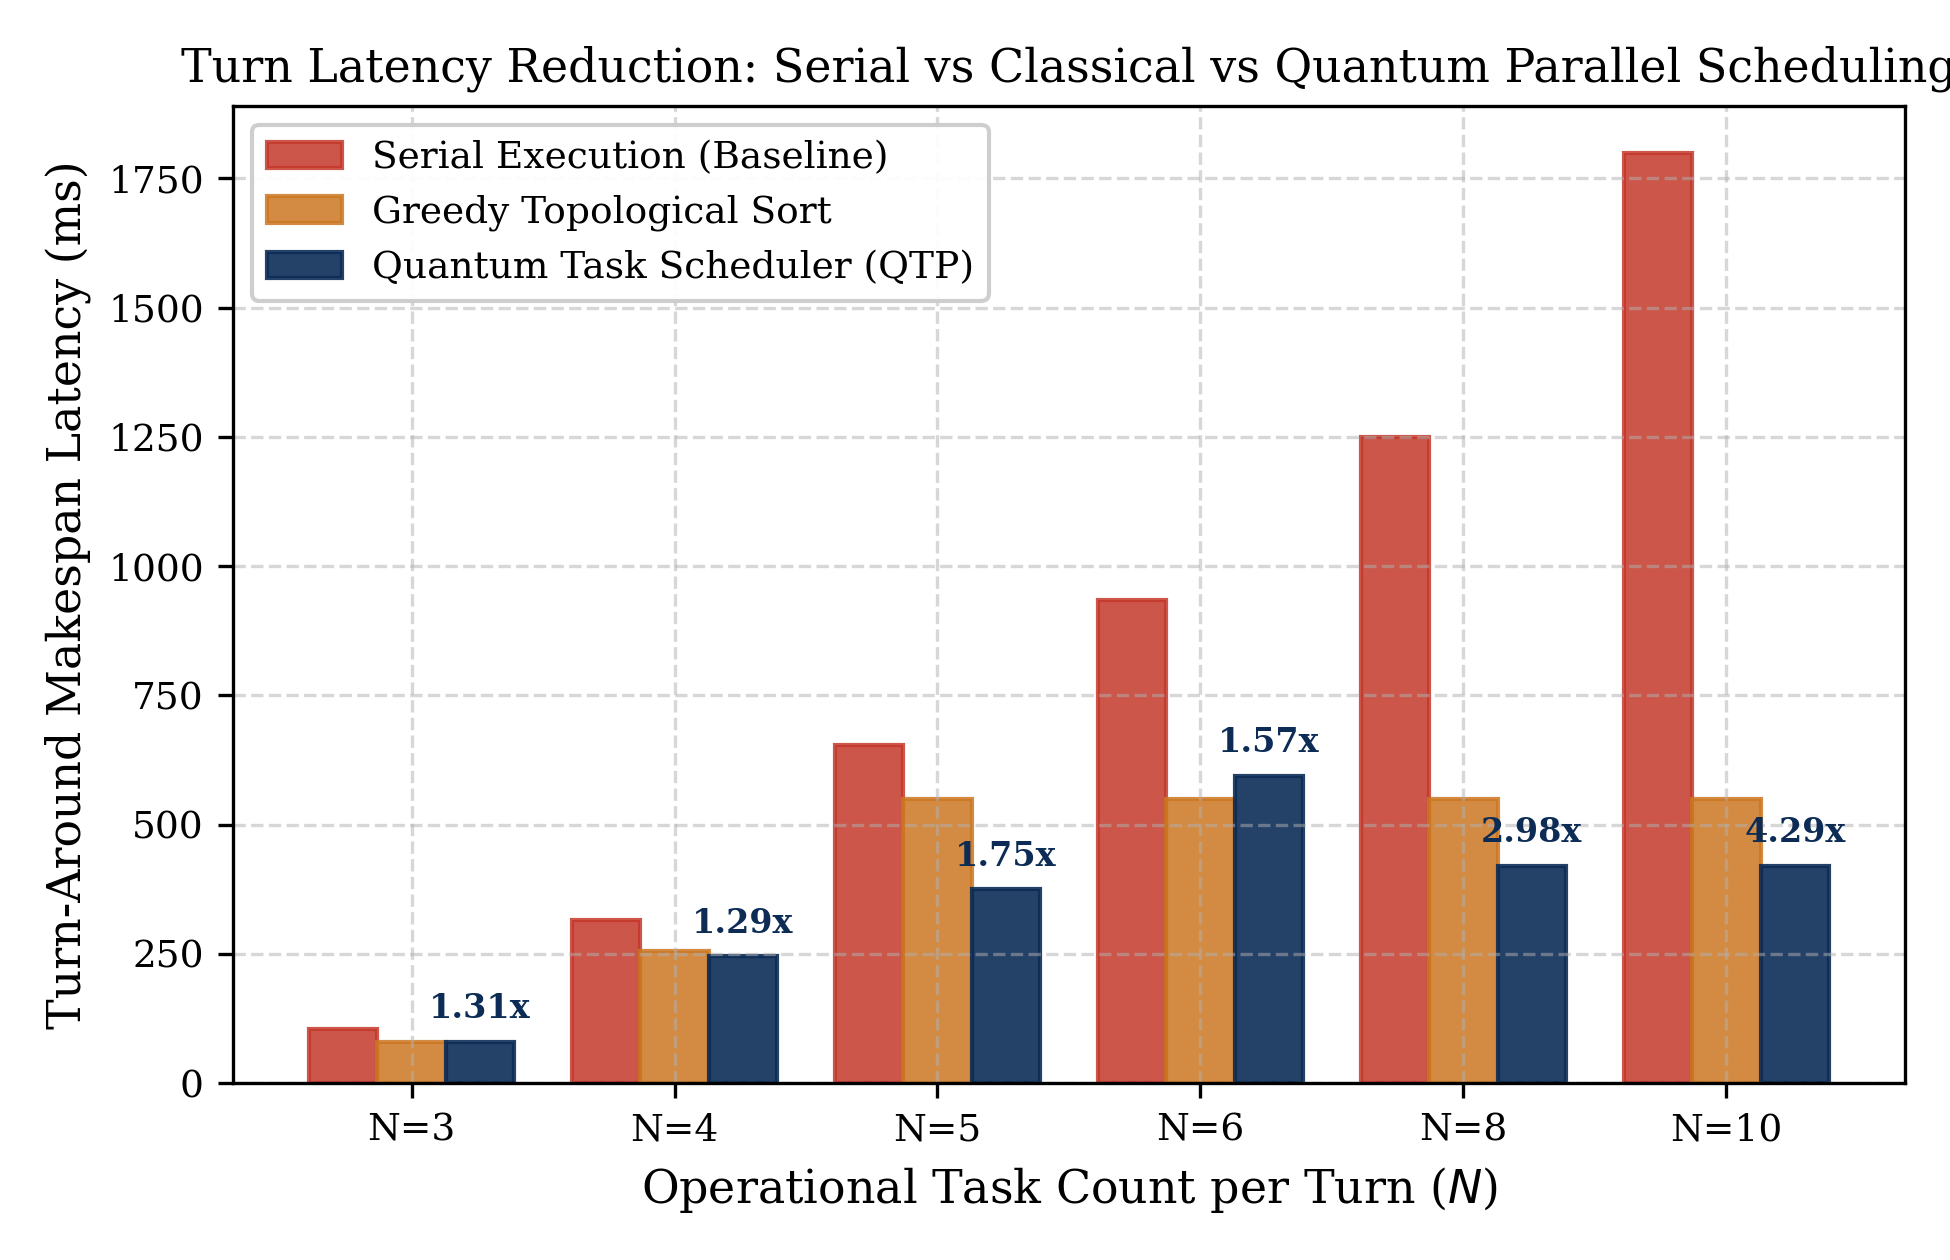 Turn Latency Reduction: Serial vs Classical vs Quantum Parallel Scheduling
Serial Execution (Baseline)
Greedy Topological Sort
Quantum Task Scheduler (QTP)
Turn-Around Makespan Latency (ms)
1750
1500
1250
1000
750
500
250
0
1.31x
1.29x
1.75x
1.57x
2.98x
4.29x
N=3
N=4
N=5
N=6
N=8
N=10
Operational Task Count per Turn (N)